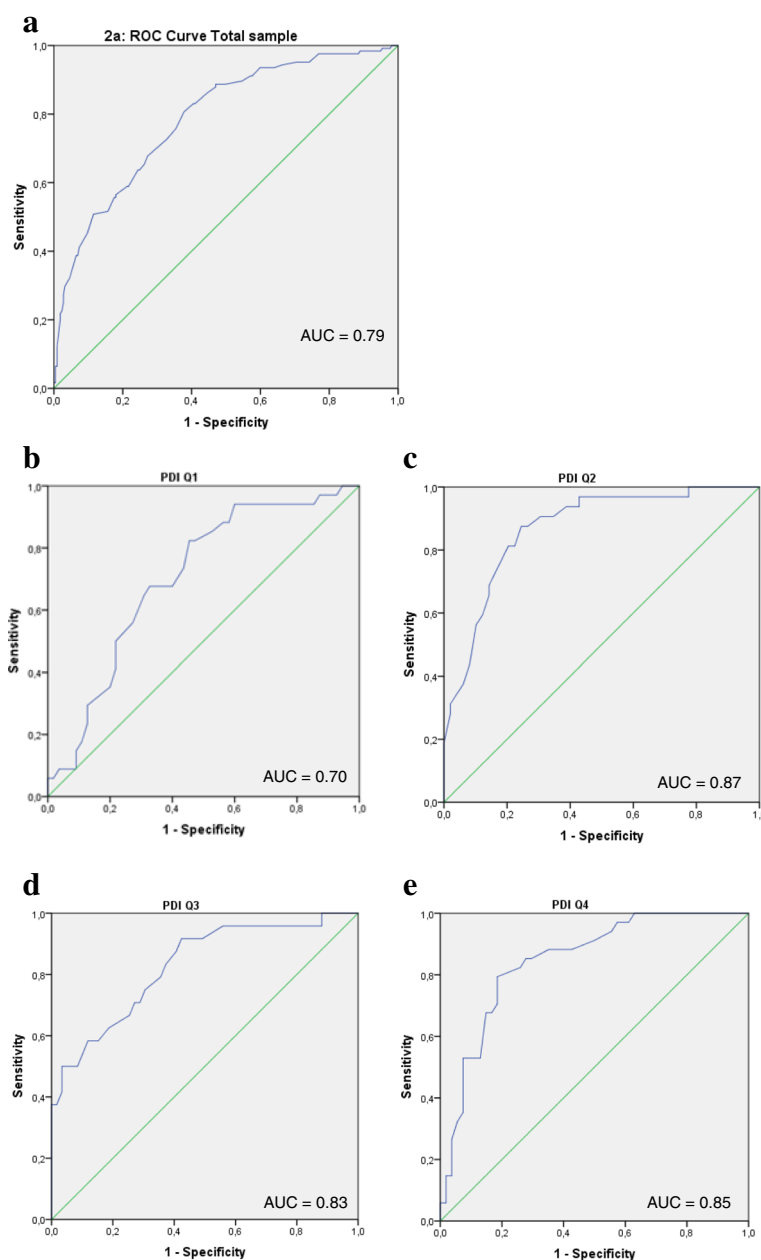 a
2a: ROC Curve Total sample
1,0
0,8
0,6
0,4
0,2
0,0
Sensitivity
AUC = 0.79
0,0 0,2 0,4 0,6 0,8 1,0
1 - Specificity
b
PDI Q1
1,0
0,8
0,6
0,4
0,2
0,0
Sensitivity
AUC = 0.70
0,0 0,2 0,4 0,6 0,8 1,0
1 - Specificity
c
PDI Q2
1,0
0,8
0,6
0,4
0,2
0,0
Sensitivity
AUC = 0.87
0,0 0,2 0,4 0,6 0,8 1,
1 - Specificity
d
PDI Q3
1,0
0,8
0,6
0,4
0,2
0,0
Sensitivity
AUC = 0.83
0,0 0,2 0,4 0,6 0,8 1,0
1 - Specificity
e
PDI Q4
1,0
0,8
0,6
0,4
0,2
0,0
Sensitivity
AUC = 0.85
0,0 0,2 0,4 0,6 0,8 1,0
1 - Specificity